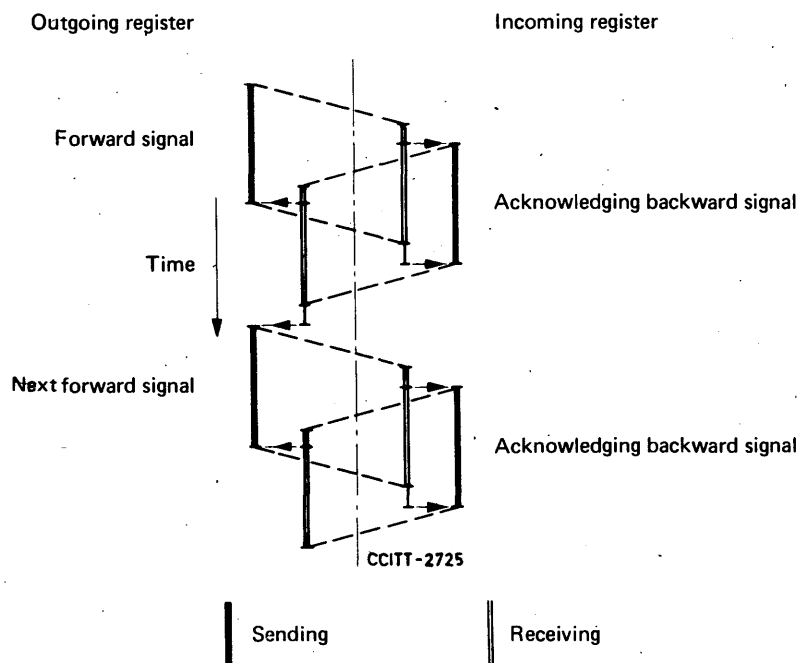 Outgoing register
Incoming register
Forward signal
Acknowledging backward signal
Time
Next forward signal
Acknowledging backward signal
CCITT-2725
Sending
Receiving